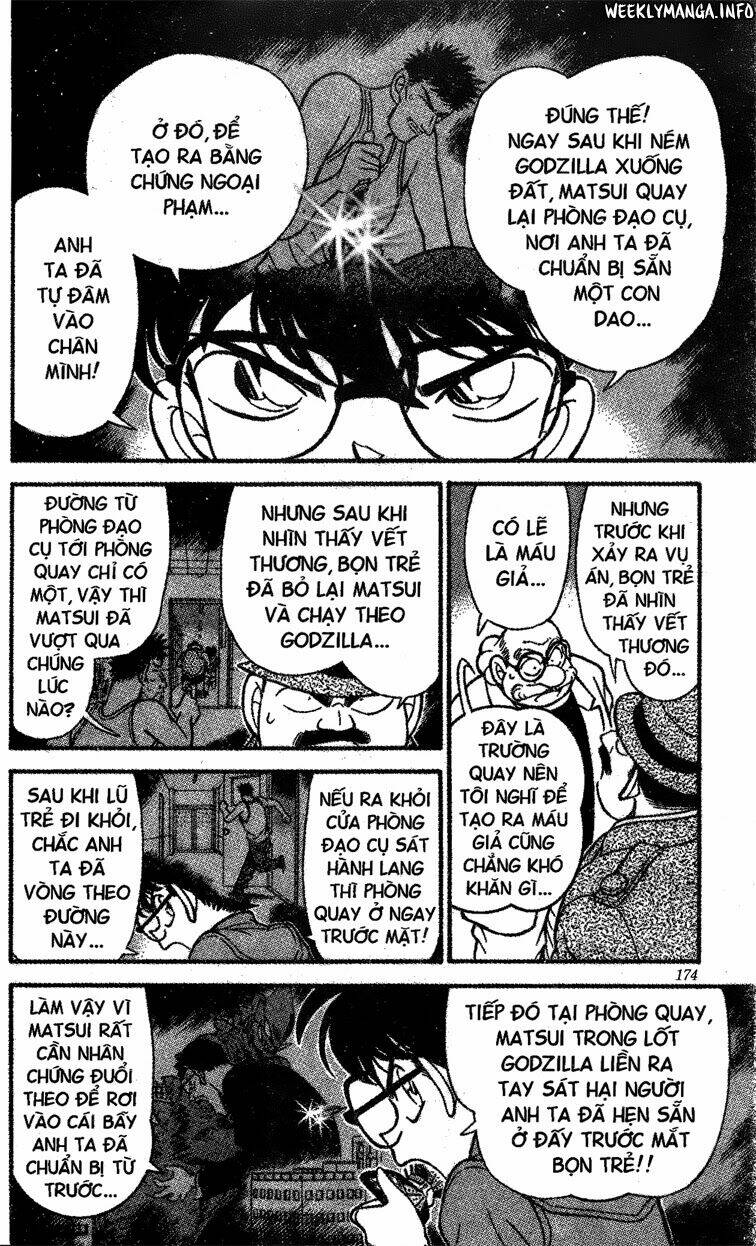 WEEKLYMANGA.INFO
ĐÚNG THẾ!
NGAY SAU KHI NÉM
GODZILLA XUỐNG
ĐẤT, MATSUI QUAY
LẠI PHÒNG ĐẠO CỤ,
NƠI ANH TA ĐÃ
CHUẨN BỊ SẴN
MỘT CON
DAO...
Ở ĐÓ, ĐỂ
TẠO RA BẰNG
CHỨNG NGOẠI
PHẠM...
ANH
TA ĐÃ
TỰ ĐÂM
VÀO
CHÂN
MÌNH!
NHƯNG
TRƯỚC KHI
XẢY RA VỤ
ÁN, BỌN TRẺ
ĐÃ NHÌN
THẤY VẾT
THƯƠNG
ĐÓ...
CÓ LẼ
LÀ MÁU
GIẢ...
ĐÂY LÀ
TRƯỜNG
QUAY NÊN
TÔI NGHĨ ĐỂ
TẠO RA MÁU
GIẢ CŨNG
CHẲNG KHÓ
KHĂN GÌ...
NHƯNG SAU KHI
NHÌN THẤY VẾT
THƯƠNG, BỌN TRẺ
ĐÃ BỎ LẠI MATSUI
VÀ CHẠY THEO
GODZILLA...
ĐƯỜNG TỪ
PHÒNG ĐẠO
CỤ TỚI PHÒNG
QUAY CHỈ CÓ
MỘT, VẬY THÌ
MATSUI ĐÃ
VƯỢT QUA
CHÚNG
LÚC
NÀO?
NẾU RA KHỎI
CỬA PHÒNG
ĐẠO CỤ SÁT
HÀNH LANG
THÌ PHÒNG
QUAY Ở NGAY
TRƯỚC MẶT!
SAU KHI LŨ
TRẺ ĐI KHỎI,
CHẮC ANH
TA ĐÃ
VÒNG THEO
ĐƯỜNG
NÀY...
174
TIẾP ĐÓ TẠI PHÒNG QUAY,
MATSUI TRONG LỐT
GODZILLA LIỀN RA
TAY SÁT HẠI NGƯỜI
ANH TA ĐÃ HẸN SẴN
Ở ĐẤY TRƯỚC MẮT
BỌN TRẺ!!
LÀM VẬY VÌ
MATSUI RẤT
CẦN NHÂN
CHỨNG ĐUỔI
THEO ĐỂ RƠI
VÀO CÁI BẪY
ANH TA ĐÃ
CHUẨN BỊ TỪ
TRƯỚC...